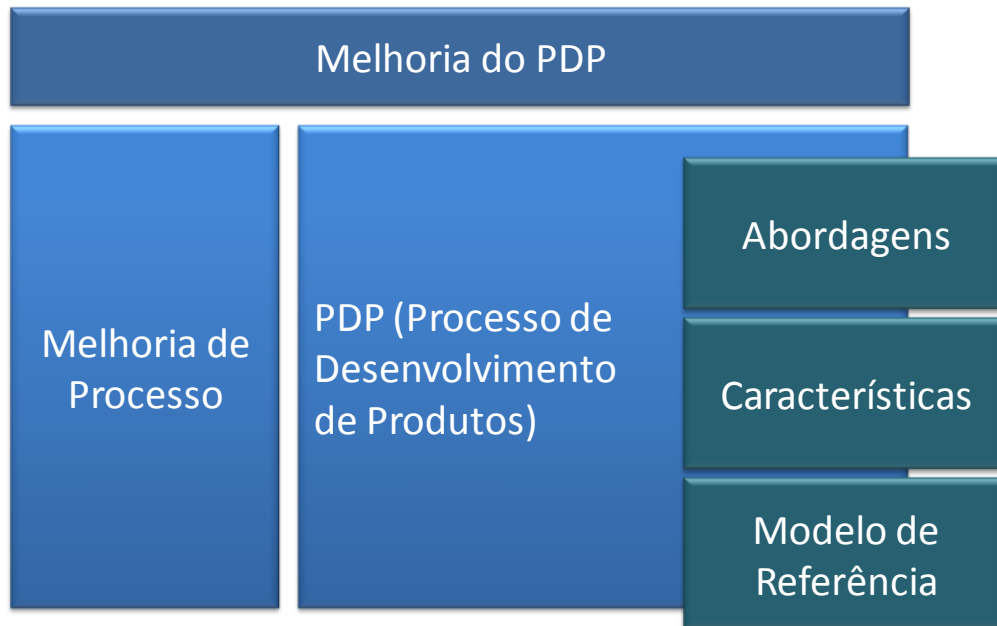 Melhoria do PDP
Melhoria de
Processo
PDP (Processo de
Desenvolvimento
de Produtos)
Abordagens
Características
Modelo de
Referência